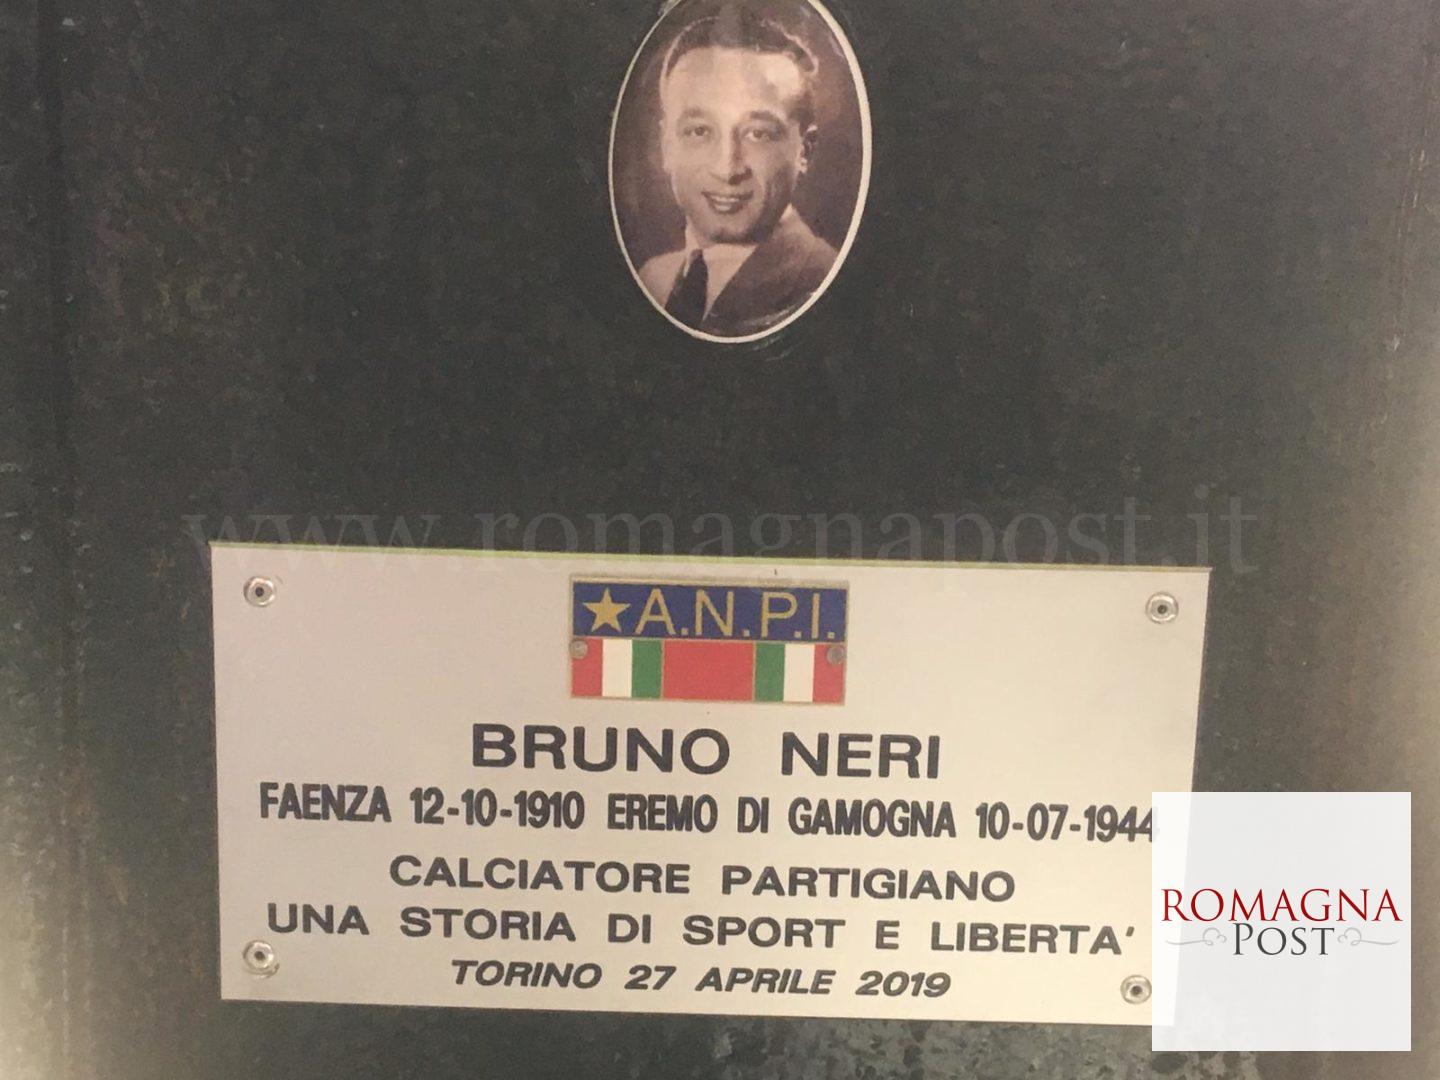 www.romagnapost.it
★A.N.P.I.
BRUNO NERI
FAENZA 12-10-1910 EREMO DI GAMOGNA 10-07-1944
CALCIATORE PARTIGIANO
UNA STORIA DI SPORT E LIBERTA'
TORINO 27 APRILE 2019
ROMAGNA
POST